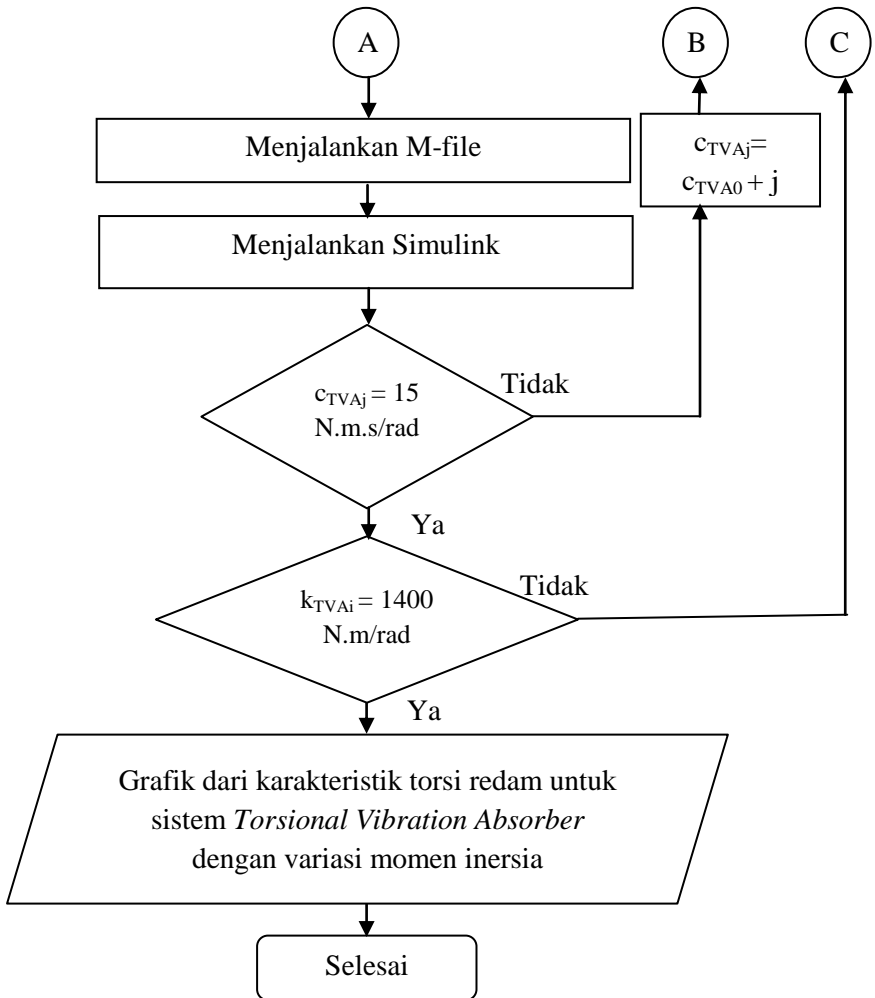 A
B
C
Menjalankan M-file
c_TVAj=
c_TVA0 + j
Menjalankan Simulink
c_TVAj = 15
N.m.s/rad
Tidak
Ya
k_TVAi = 1400
N.m/rad
Tidak
Ya
Grafik dari karakteristik torsi redam untuk
sistem Torsional Vibration Absorber
dengan variasi momen inersia
Selesai